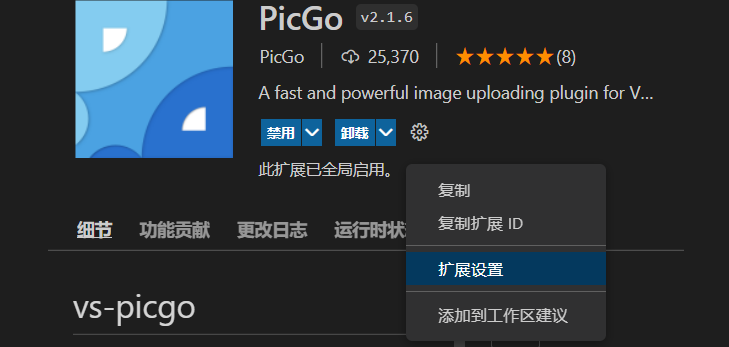 PicGo v2.1.6
PicGo 25,370 (8)
A fast and powerful image uploading plugin for V...
禁用 卸载
此扩展已全局启用。
复制
复制扩展 ID
细节 功能贡献 更改日志 运行时状
扩展设置
添加到工作区建议
vs-picgo